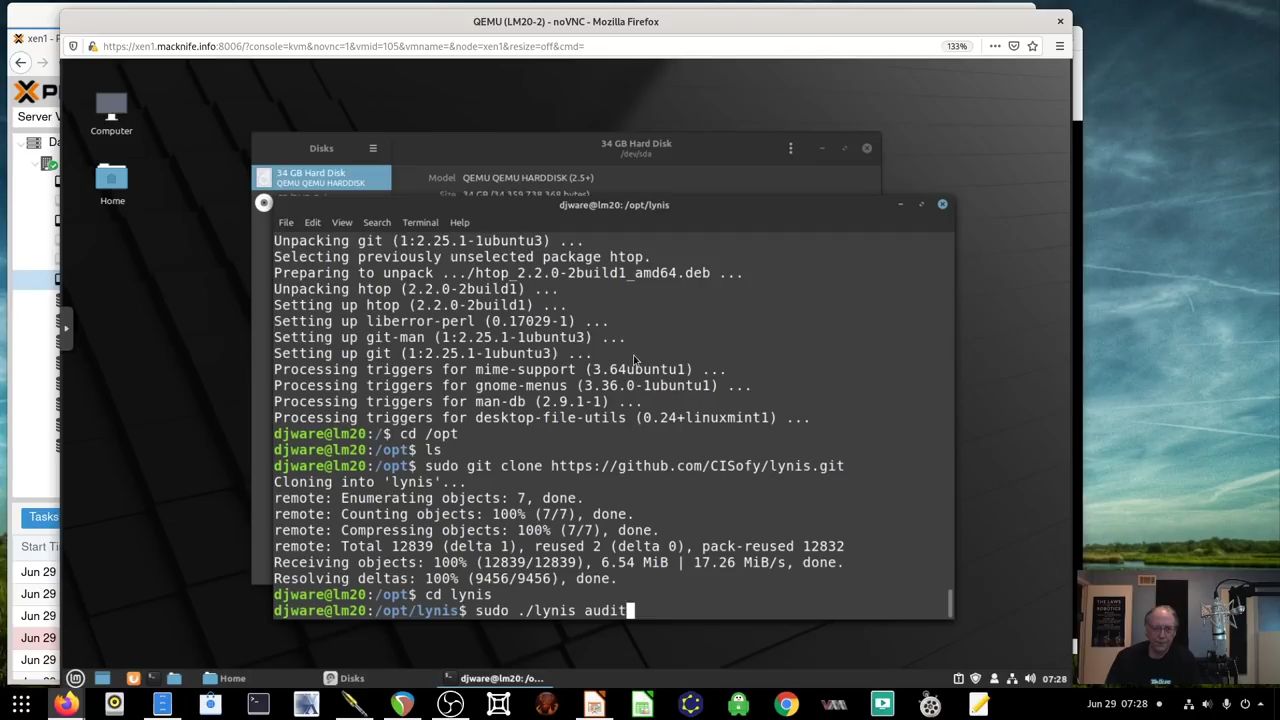 QEMU (LM20-2) - noVNC - Mozilla Firefox
xen1 - P
https://xen1.macknife.info:8006/?console=kvm&novnc=1&vmid=105&vmname=&node=xen1&resize=off&cmd=
133%
Server V
Da
Computer
Home
Disks
34 GB Hard Disk
/dev/sda
34 GB Hard Disk
QEMU QEMU HARDDISK
Model QEMU QEMU HARDDISK (2.5+)
Size 34 GB (34,359,738,368 bytes)
djware@lm20: /opt/lynis
File Edit View Search Terminal Help
Unpacking git (1:2.25.1-1ubuntu3) ...
Selecting previously unselected package htop.
Preparing to unpack .../htop_2.2.0-2build1_amd64.deb ...
Unpacking htop (2.2.0-2build1) ...
Setting up htop (2.2.0-2build1) ...
Setting up liberror-perl (0.17029-1) ...
Setting up git-man (1:2.25.1-1ubuntu3) ...
Setting up git (1:2.25.1-1ubuntu3) ...
Processing triggers for mime-support (3.64ubuntu1) ...
Processing triggers for gnome-menus (3.36.0-1ubuntu1) ...
Processing triggers for man-db (2.9.1-1) ...
Processing triggers for desktop-file-utils (0.24+linuxmint1) ...
djware@lm20:/$ cd /opt
djware@lm20:/opt$ ls
djware@lm20:/opt$ sudo git clone https://github.com/CISofy/lynis.git
Cloning into 'lynis'...
remote: Enumerating objects: 7, done.
remote: Counting objects: 100% (7/7), done.
remote: Compressing objects: 100% (7/7), done.
remote: Total 12839 (delta 1), reused 2 (delta 0), pack-reused 12832
Receiving objects: 100% (12839/12839), 6.54 MiB | 17.26 MiB/s, done.
Resolving deltas: 100% (9456/9456), done.
djware@lm20:/opt$ cd lynis
djware@lm20:/opt/lynis$ sudo ./lynis audit
Tasks
Start Tim
Jun 29
Jun 29
Jun 29
Jun 29
Jun 29
Home
Disks
djware@lm20: /o...
07:28
THE LAWS
ROBOTICS
Jun 29 07:28